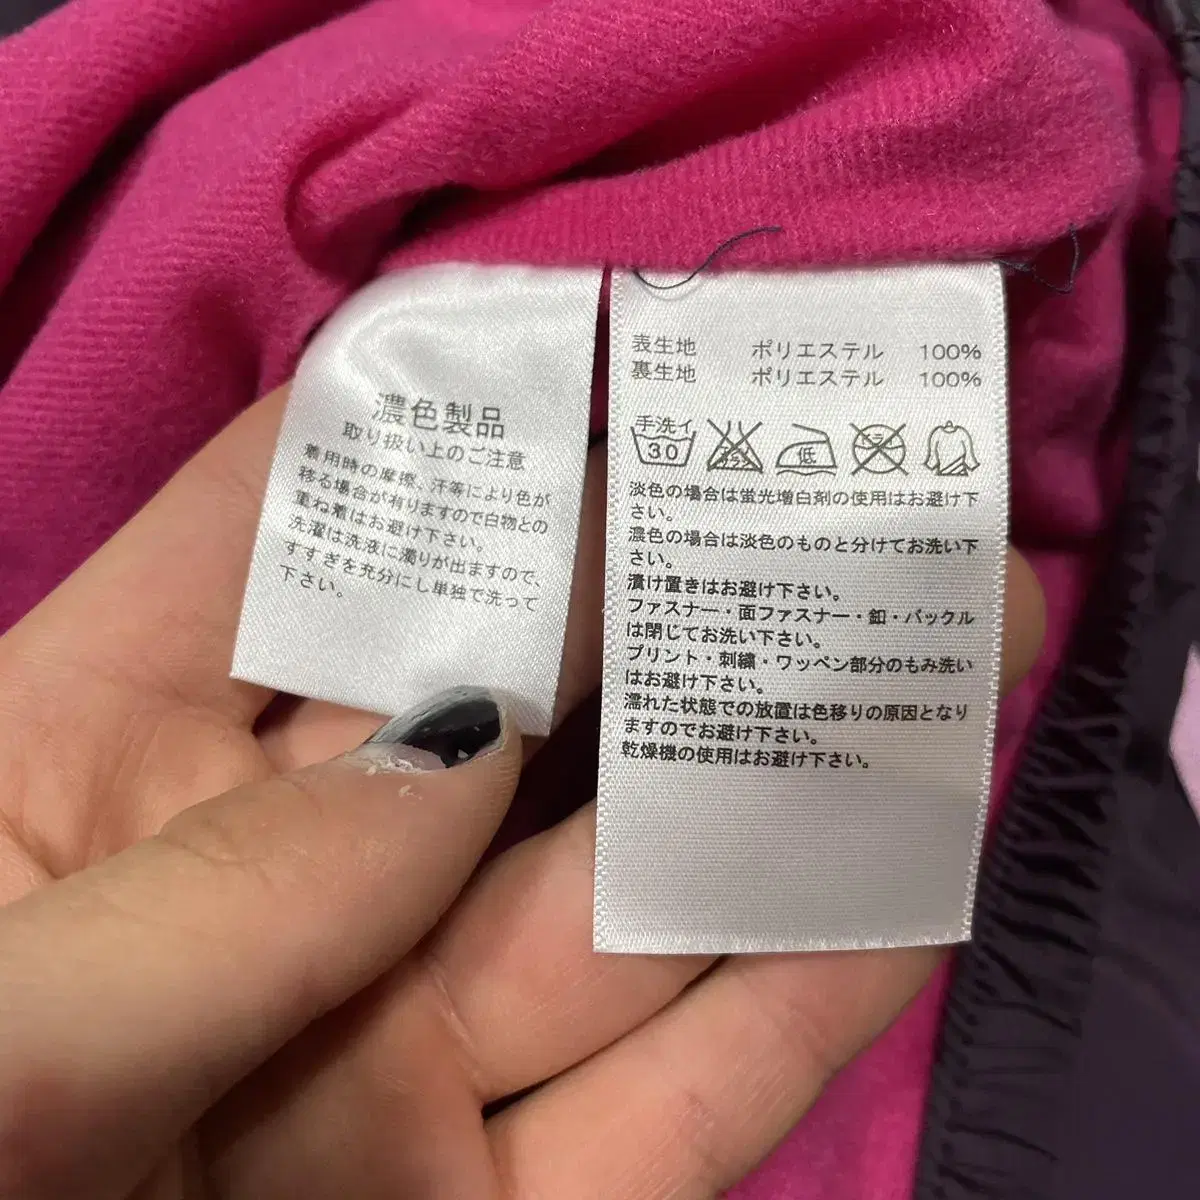 濃色製品
取り扱い上のご注意
着用時の摩擦、汗等により色が
移る場合が有りますので白物との
重ね着はお避け下さい。
洗濯は洗液に濁りが出ますので、
すすぎを充分にし単独で洗って
下さい。
表生地 ポリエステル 100%
裏生地 ポリエステル 100%
手洗イ
30
エンソサラシ
低
ドライ
淡色の場合は蛍光増白剤の使用はお避け下
さい。
濃色の場合は淡色のものと分けてお洗い下
さい。
漬け置きはお避け下さい。
ファスナー・面ファスナー・釦・バックル
は閉じてお洗い下さい。
プリント・刺繍・ワッペン部分のもみ洗い
はお避け下さい。
濡れた状態での放置は色移りの原因となり
ますのでお避け下さい。
乾燥機の使用はお避け下さい。